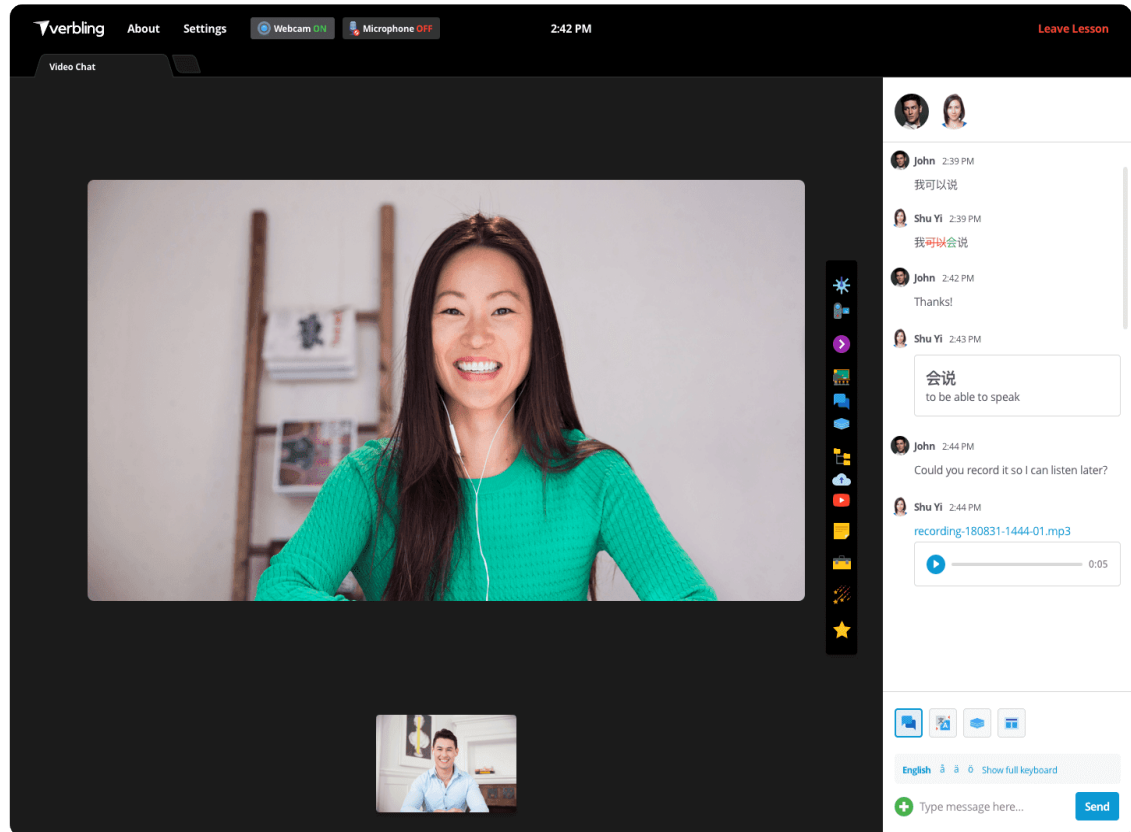 verbling
About
Settings
Webcam ON
Microphone OFF
2:42 PM
Leave Lesson
Video Chat
John 2:39 PM
我可以说
Shu Yi 2:39 PM
我可以会说
John 2:42 PM
Thanks!
Shu Yi 2:43 PM
会说
to be able to speak
John 2:44 PM
Could you record it so I can listen later?
Shu Yi 2:44 PM
recording-180831-1444-01.mp3
0:05
English å ä ö Show full keyboard
Type message here...
Send